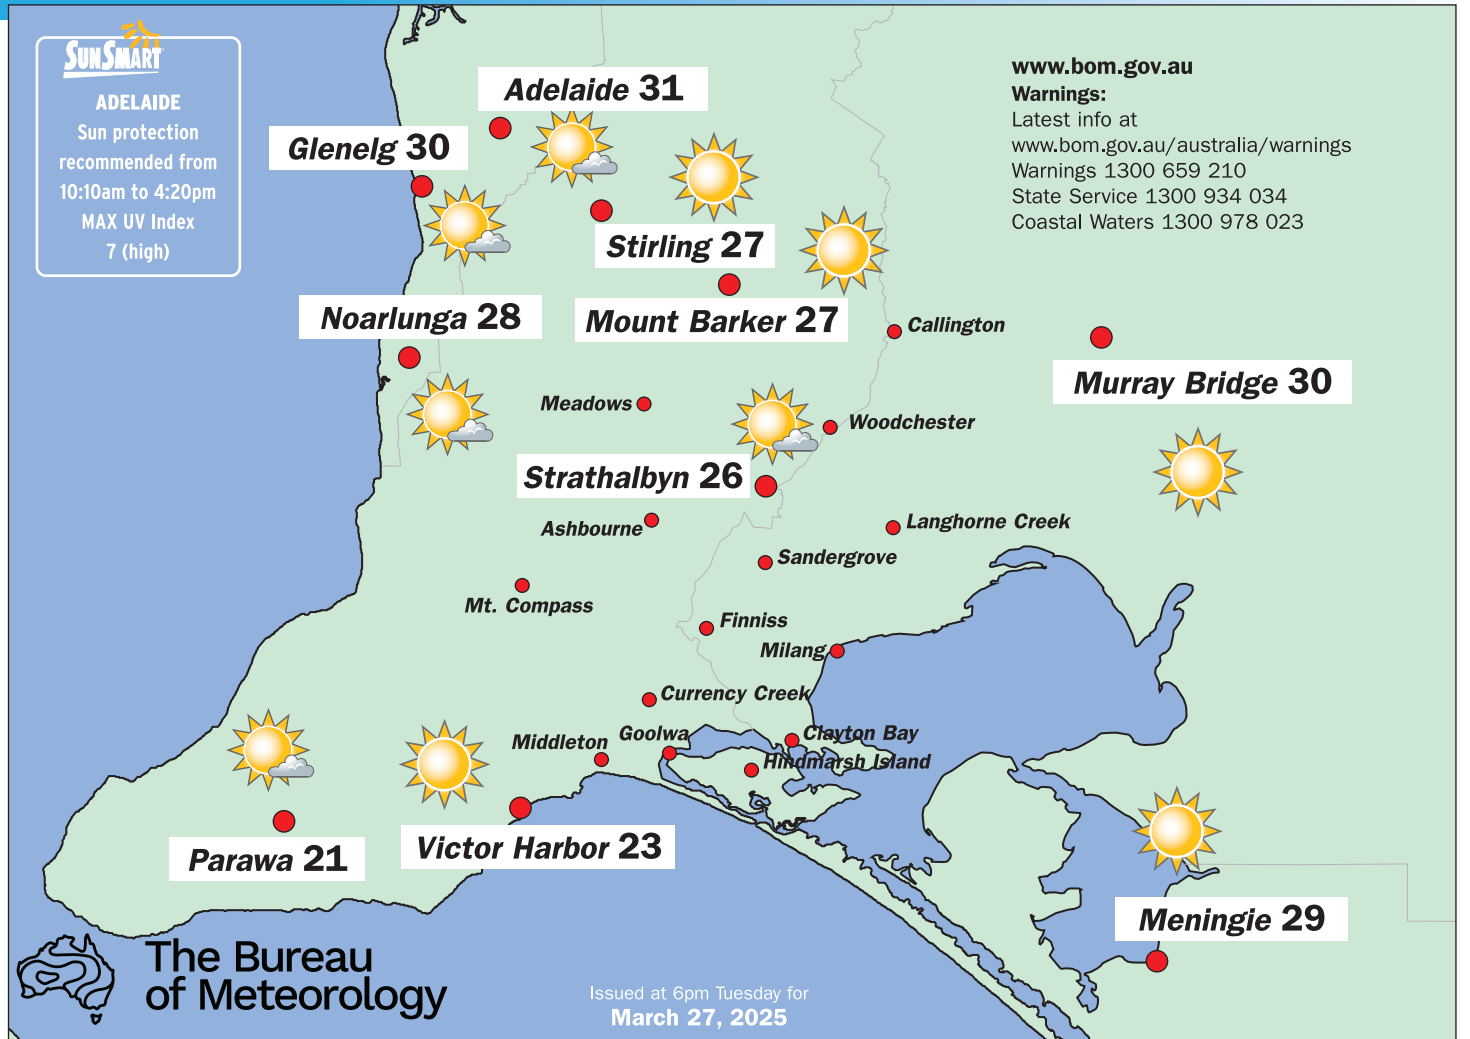 SUNSMART
ADELAIDE
Sun protection
recommended from
10:10am to 4:20pm
MAX UV Index
7 (high)
www.bom.gov.au
Warnings:
Latest info at
www.bom.gov.au/australia/warnings
Warnings 1300 659 210
State Service 1300 934 034
Coastal Waters 1300 978 023
Adelaide 31
Glenelg 30
Stirling 27
Noarlunga 28
Mount Barker 27
Callington
Murray Bridge 30
Meadows
Woodchester
Strathalbyn 26
Ashbourne
Langhorne Creek
Sandergrove
Mt. Compass
Finniss
Milang
Currency Creek
Middleton
Goolwa
Clayton Bay
Hindmarsh Island
Parawa 21
Victor Harbor 23
Meningie 29
The Bureau
of Meteorology
Issued at 6pm Tuesday for
March 27, 2025